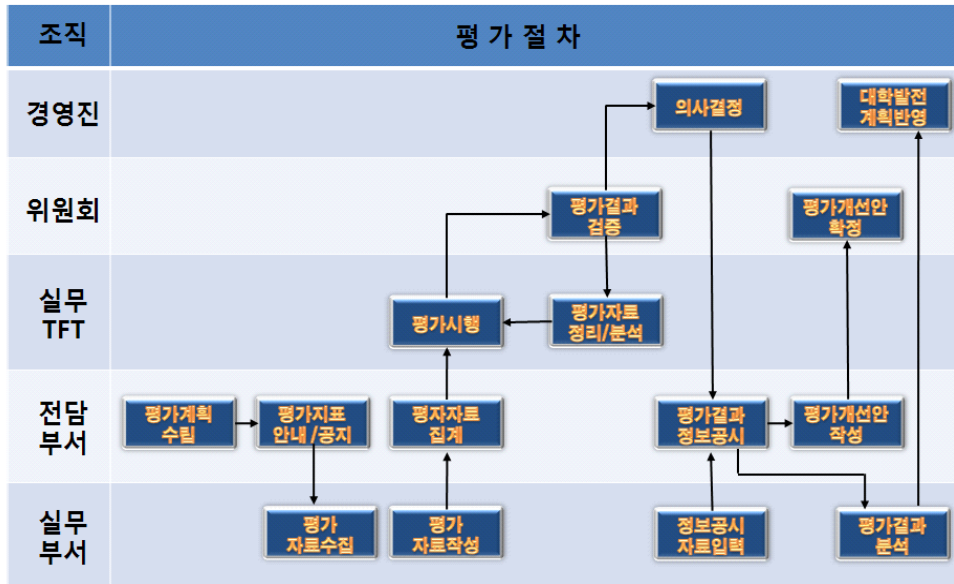 조직
평 가 절 차
경영진
의사결정
대학발전
계획반영
위원회
평가결과
검증
평가개선안
확정
실무
TFT
평가시행
평가자료
정리/분석
전담
부서
평가계획
수립
평가지표
안내/공지
평자자료
집계
평가결과
정보공시
평가개선안
작성
실무
부서
평가
자료수집
평가
자료작성
정보공시
자료입력
평가결과
분석